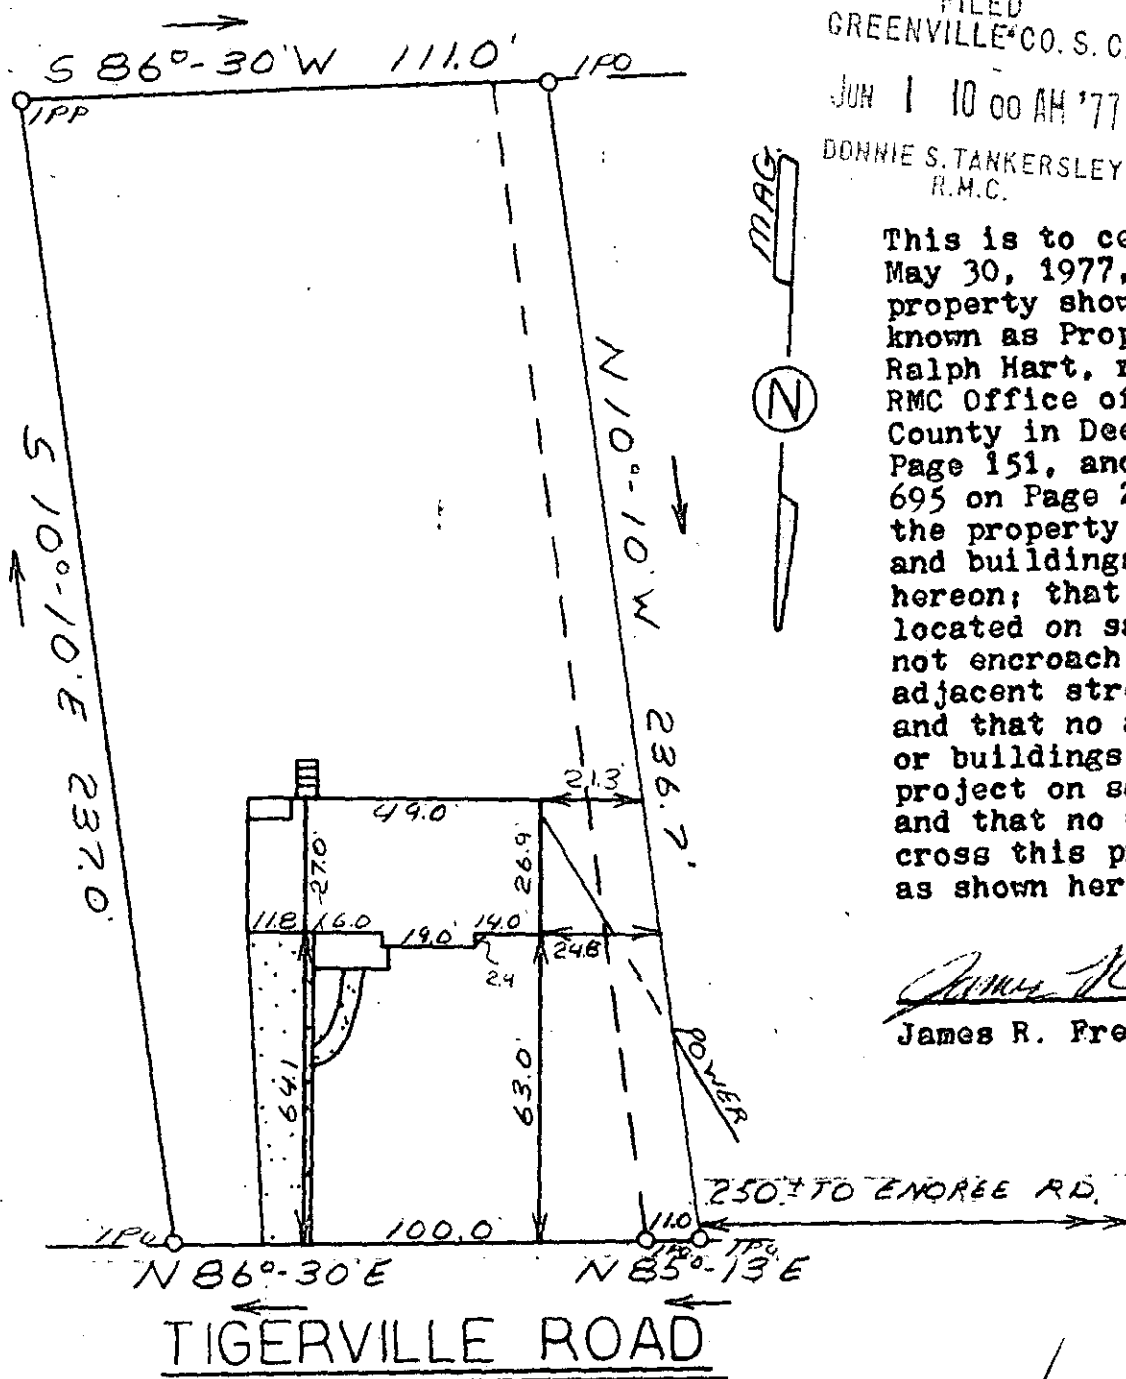 FILED
GREENVILLE CO. S. C.
JUN 1 10 00 AM '77
DONNIE S. TANKERSLEY
R.M.C.
S 86°-30'W 111.0'
IPO
IPP
MAG.
N
This is to ce
May 30, 1977,
property show
known as Prop
Ralph Hart, r
RMC Office of
County in Dee
Page 151, and
695 on Page 2
the property
and buildings
hereon; that
located on sa
not encroach
adjacent stre
and that no a
or buildings
project on sa
and that no
cross this p
as shown her
James R.
James R. Fre
S 10°-10'E 237.0'
N 10°-10'W 236.7'
21.3'
49.0'
27.0'
26.9'
11.8 16.0 19.0' 14.0'
24.8'
2.4
64.1
63.0'
POWER
250'± TO ENOREE RD.
IPO 100.0 11.0
IPO IPO
N 86°-30'E N 85°-13'E
TIGERVILLE ROAD